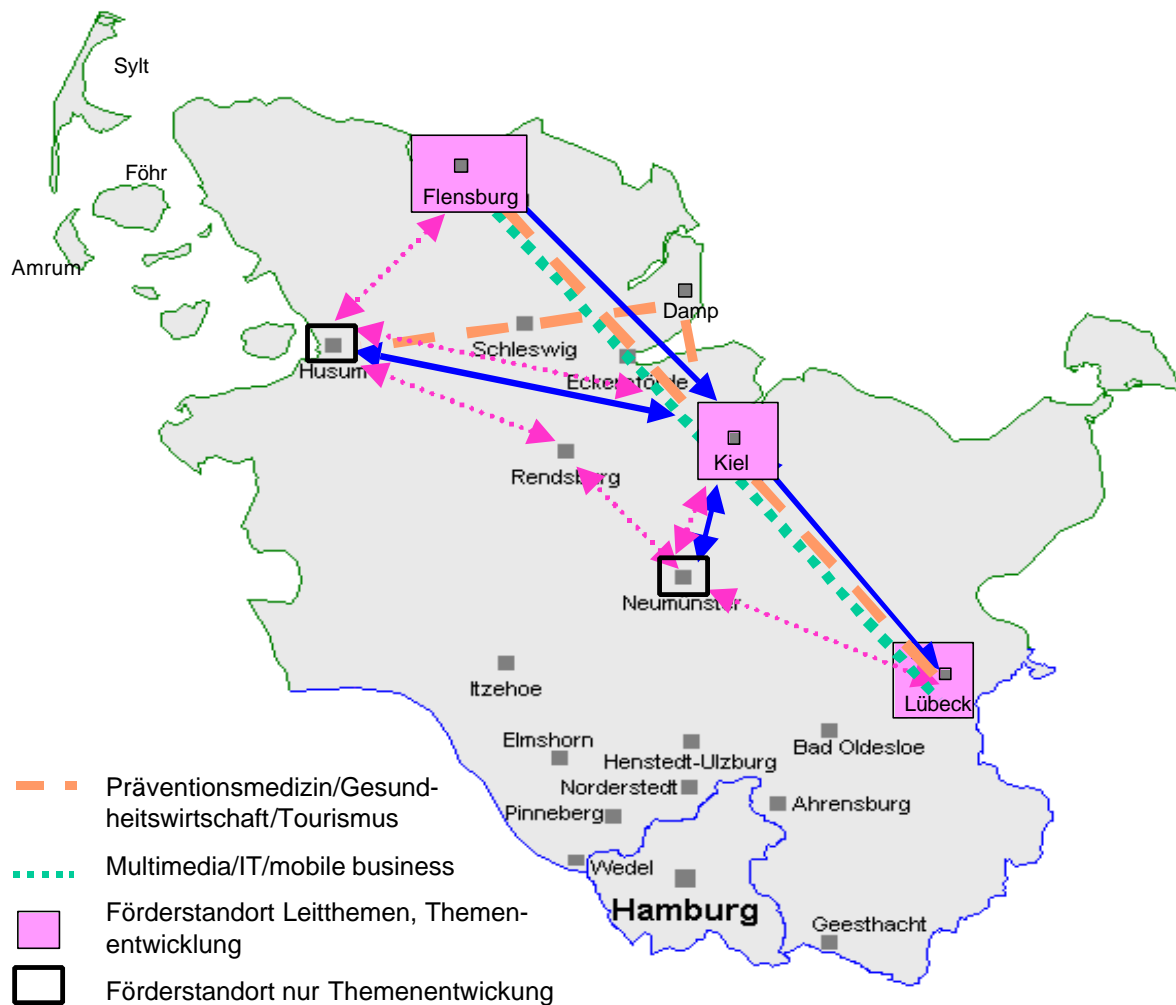 Sylt
Föhr
Flensburg
Amrum
Damp
Schleswig
Husum
Eckernförde
Kiel
Rendsburg
Neumünster
Itzehoe
Lübeck
Elmshorn
Henstedt-Ulzburg
Bad Oldesloe
Norderstedt
Pinneberg
Ahrensburg
Wedel
Hamburg
Geesthacht
Präventionsmedizin/Gesund-
heitswirtschaft/Tourismus
Multimedia/IT/mobile business
Förderstandort Leitthemen, Themen-
entwicklung
Förderstandort nur Themenentwickung